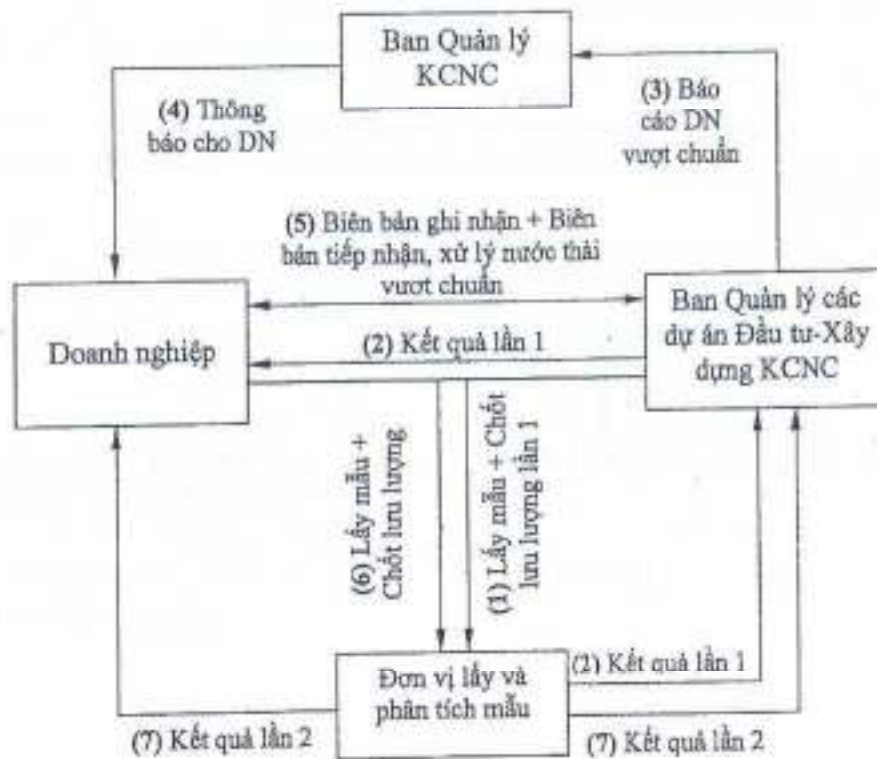 Ban Quản lý
KCNC
(4) Thông
báo cho DN
(3) Báo
cáo DN
vượt chuẩn
(5) Biên bản ghi nhận + Biên
bản tiếp nhận, xử lý nước thải
vượt chuẩn
Doanh nghiệp
(2) Kết quả lần 1
Ban Quản lý các
dự án Đầu tư-Xây
dựng KCNC
(6) Lấy mẫu +
Chốt lưu lượng
(1) Lấy mẫu + Chốt
lưu lượng lần 1
Đơn vị lấy và
phân tích mẫu
(2) Kết quả lần 1
(7) Kết quả lần 2
(7) Kết quả lần 2